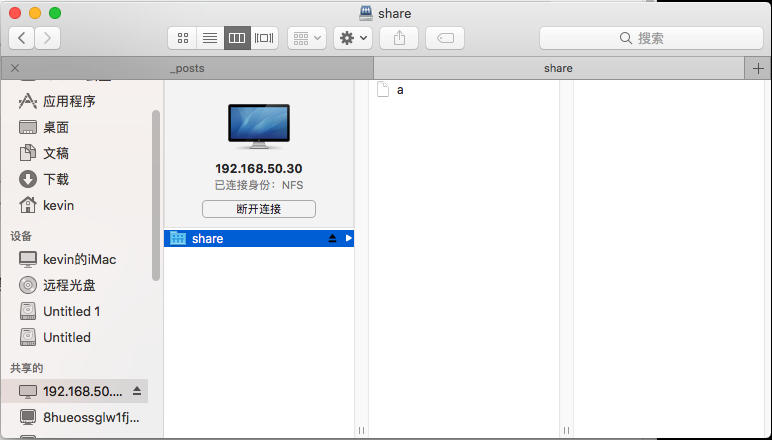 share
搜索
_posts
share
应用程序
桌面
文稿
下载
kevin
设备
kevin的iMac
远程光盘
Untitled 1
Untitled
共享的
192.168.50....
8hueossglw1fj...
192.168.50.30
已连接身份：NFS
断开连接
share
a